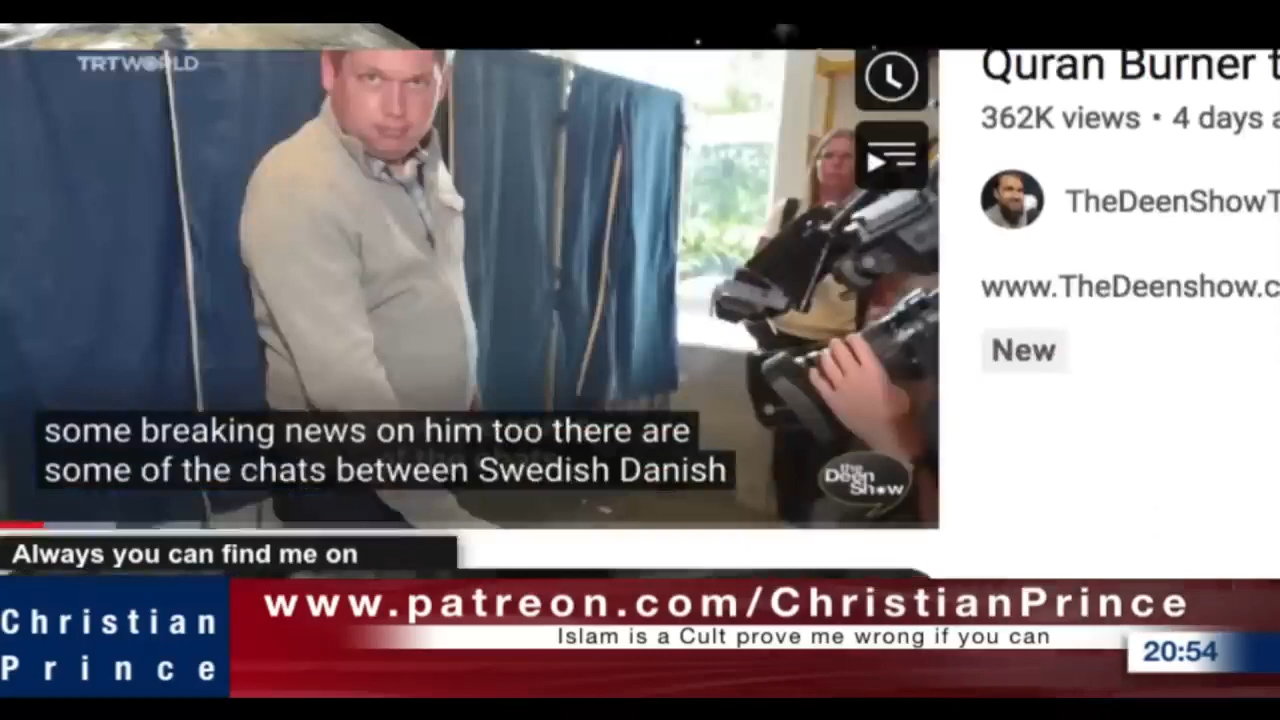 TRT WORLD
Quran Burner t
362K views • 4 days a
TheDeenShowT
www.TheDeenshow.c
New
some breaking news on him too there are
some of the chats between Swedish Danish
the
Deen
Show
Always you can find me on
Christian
Prince
www.patreon.com/ChristianPrince
Islam is a Cult prove me wrong if you can
20:54